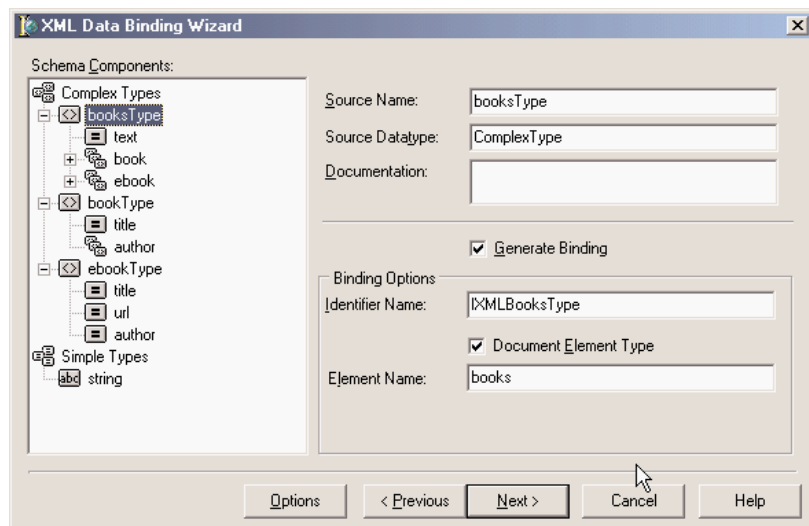 XML Data Binding Wizard
Schema Components:
Complex Types
booksType
text
book
ebook
bookType
title
author
ebookType
title
url
author
Simple Types
abc string
Source Name: booksType
Source Datatype: ComplexType
Documentation:
Generate Binding
Binding Options
Identifier Name: IXMLBooksType
Document Element Type
Element Name: books
Options
< Previous
Next >
Cancel
Help